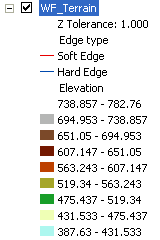 WF_Terrain
Z Tolerance: 1.000
Edge type
Soft Edge
Hard Edge
Elevation
738.857 - 782.76
694.953 - 738.857
651.05 - 694.953
607.147 - 651.05
563.243 - 607.147
519.34 - 563.243
475.437 - 519.34
431.533 - 475.437
387.63 - 431.533